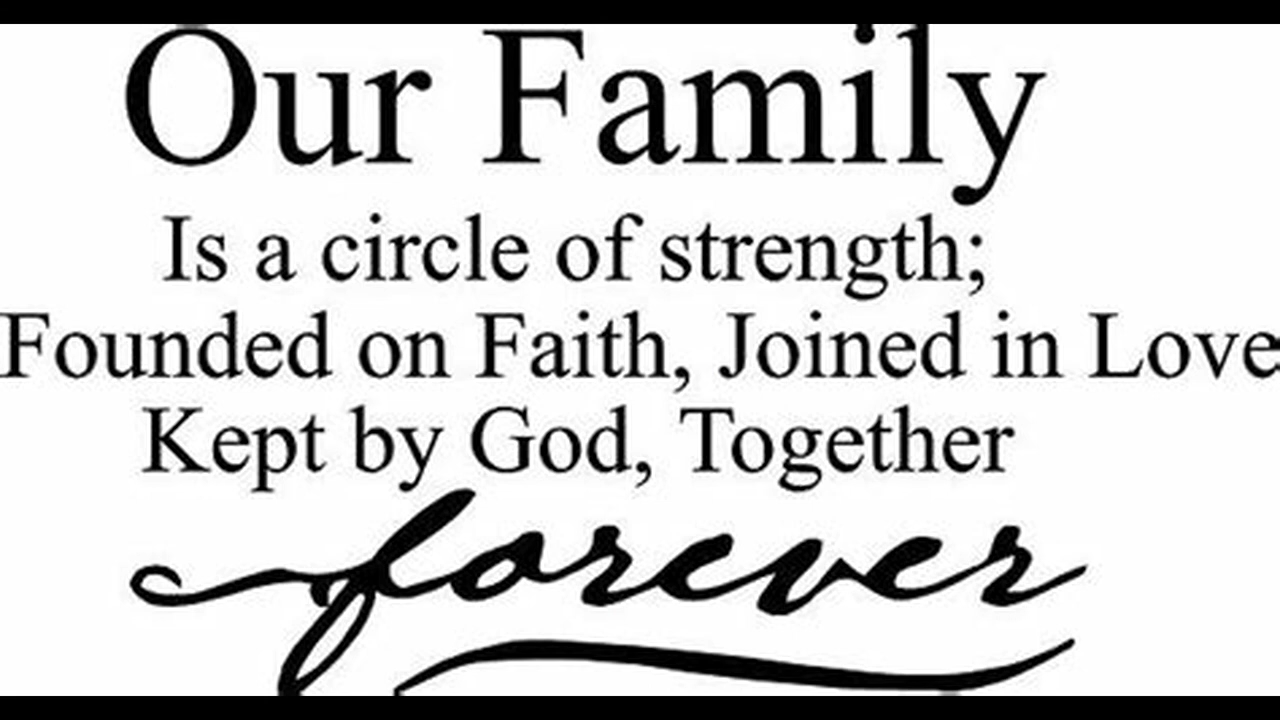 Our Family
Is a circle of strength;
Founded on Faith, Joined in Love
Kept by God, Together
forever